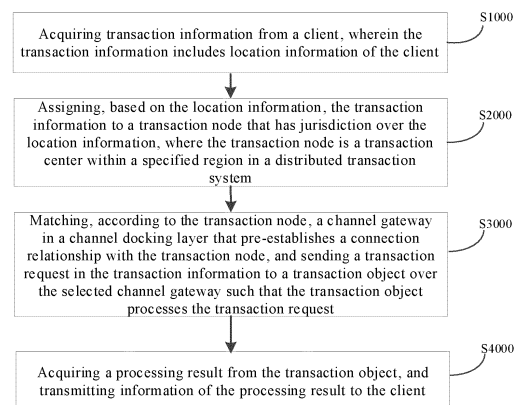 S1000
Acquiring transaction information from a client, wherein the
transaction information includes location information of the client
S2000
Assigning, based on the location information, the transaction
information to a transaction node that has jurisdiction over the
location information, where the transaction node is a transaction
center within a specified region in a distributed transaction
system
S3000
Matching, according to the transaction node, a channel gateway
in a channel docking layer that pre-establishes a connection
relationship with the transaction node, and sending a transaction
request in the transaction information to a transaction object over
the selected channel gateway such that the transaction object
processes the transaction request
S4000
Acquiring a processing result from the transaction object, and
transmitting information of the processing result to the client